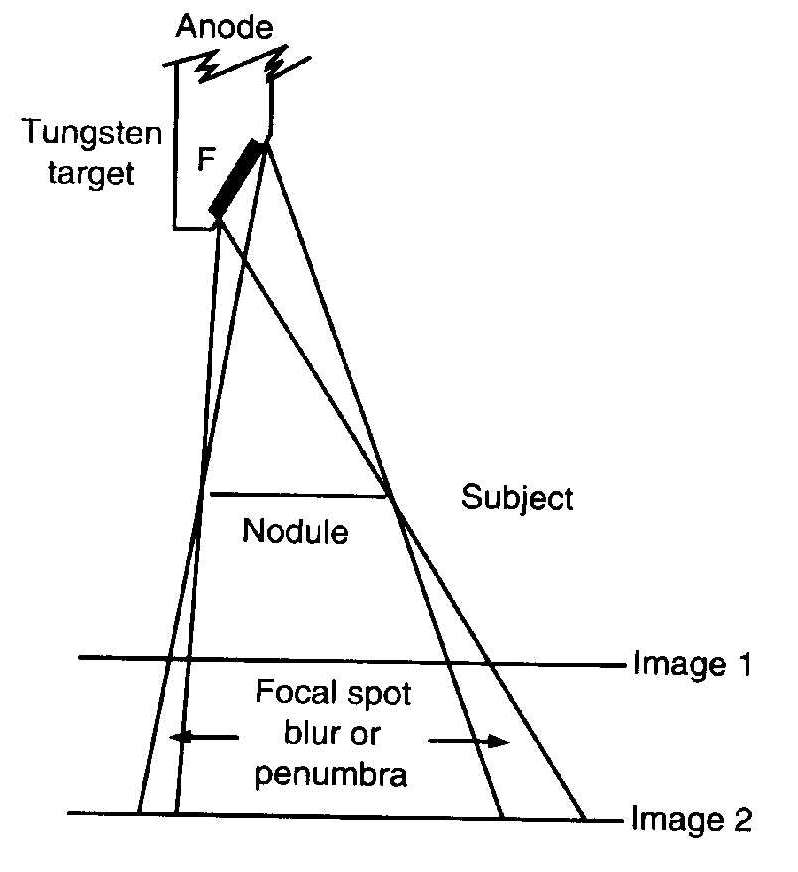 Anode
Tungsten
target
F
Subject
Nodule
Image 1
Focal spot
blur or
penumbra
Image 2